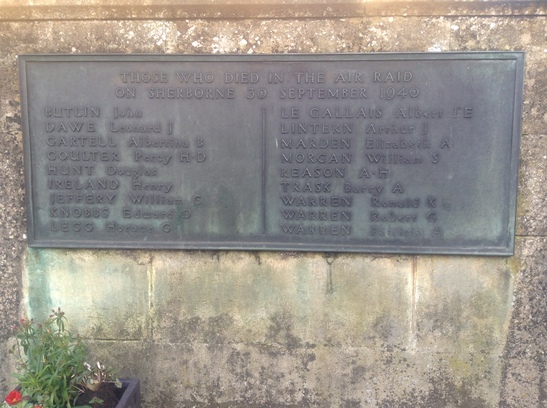 THOSE WHO DIED IN THE AIR RAID
ON SHERBORNE 30 SEPTEMBER 1940
BUTLIN John
DAWE Leonard J
GARTELL Albertina B
COULTER Percy H·D
HUNT Douglas
IRELAND Henry
JEFFERY William C
KNOBBS Edward
LEGG Horace G
LE GALLAIS Albert
LINTERN Arthur J
MARDEN Elizabeth A
MORGAN William S
REASON A·H
TRASK Barry A
WARREN Ronald
WARREN Robert G
WARREN